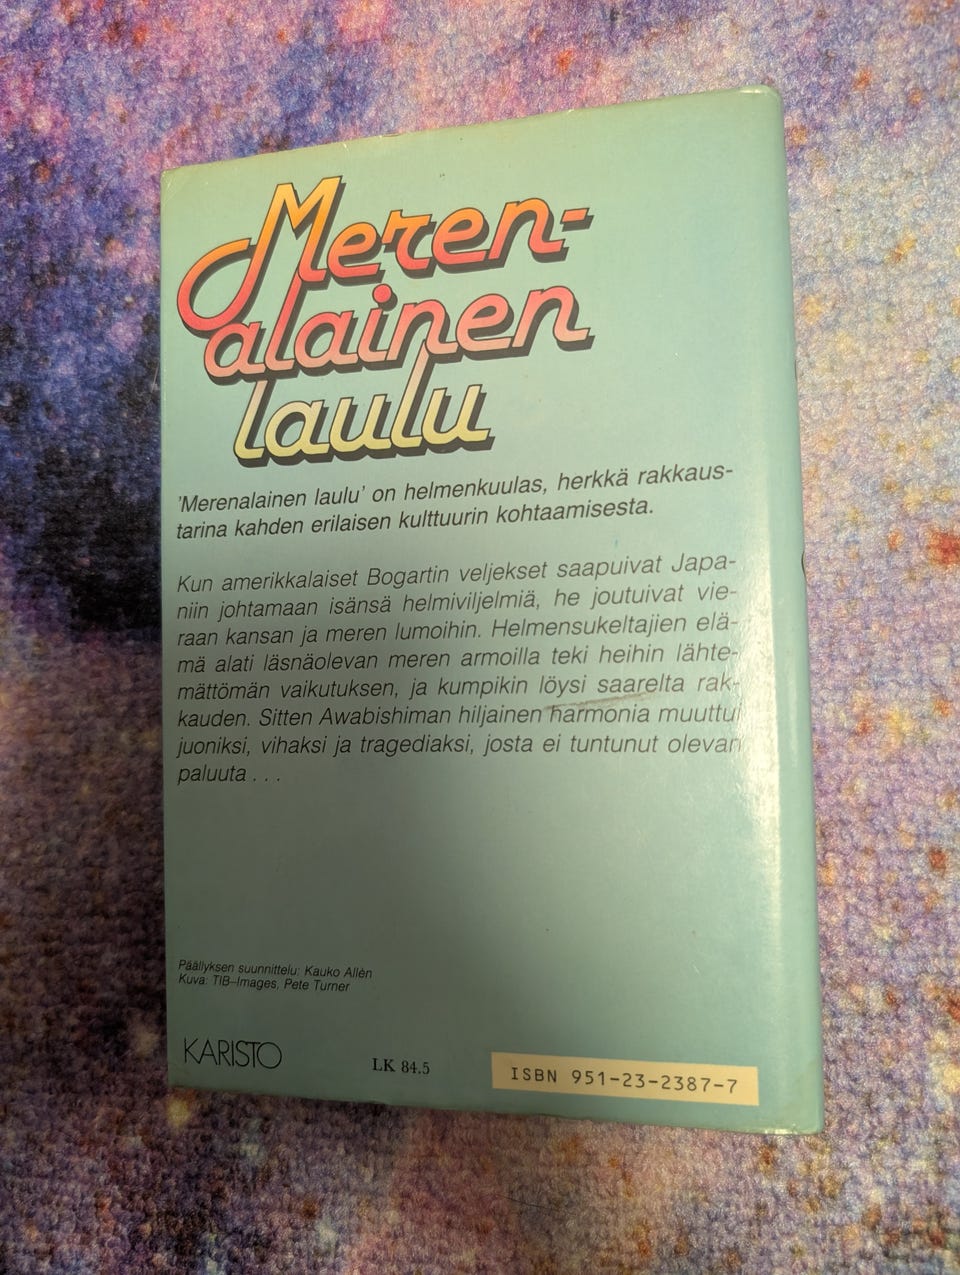 Meren-
alainen
laulu
'Merenalainen laulu' on helmenkuulas, herkkä rakkaus-
tarina kahden erilaisen kulttuurin kohtaamisesta.
Kun amerikkalaiset Bogartin veljekset saapuivat Japa-
niin johtamaan isänsä helmiviljelmiä, he joutuivat vie-
raan kansan ja meren lumoihin. Helmensukeltajien elä-
mä alati läsnäolevan meren armoilla teki heihin lähte-
mättömän vaikutuksen, ja kumpikin löysi saarelta rak-
kauden. Sitten Awabishiman hiljainen harmonia muuttui
juoniksi, vihaksi ja tragediaksi, josta ei tuntunut olevan
paluuta . . .
Päällyksen suunnittelu: Kauko Allén
Kuva: TIB–Images, Pete Turner
KARISTO
LK 84.5
ISBN 951-23-2387-7